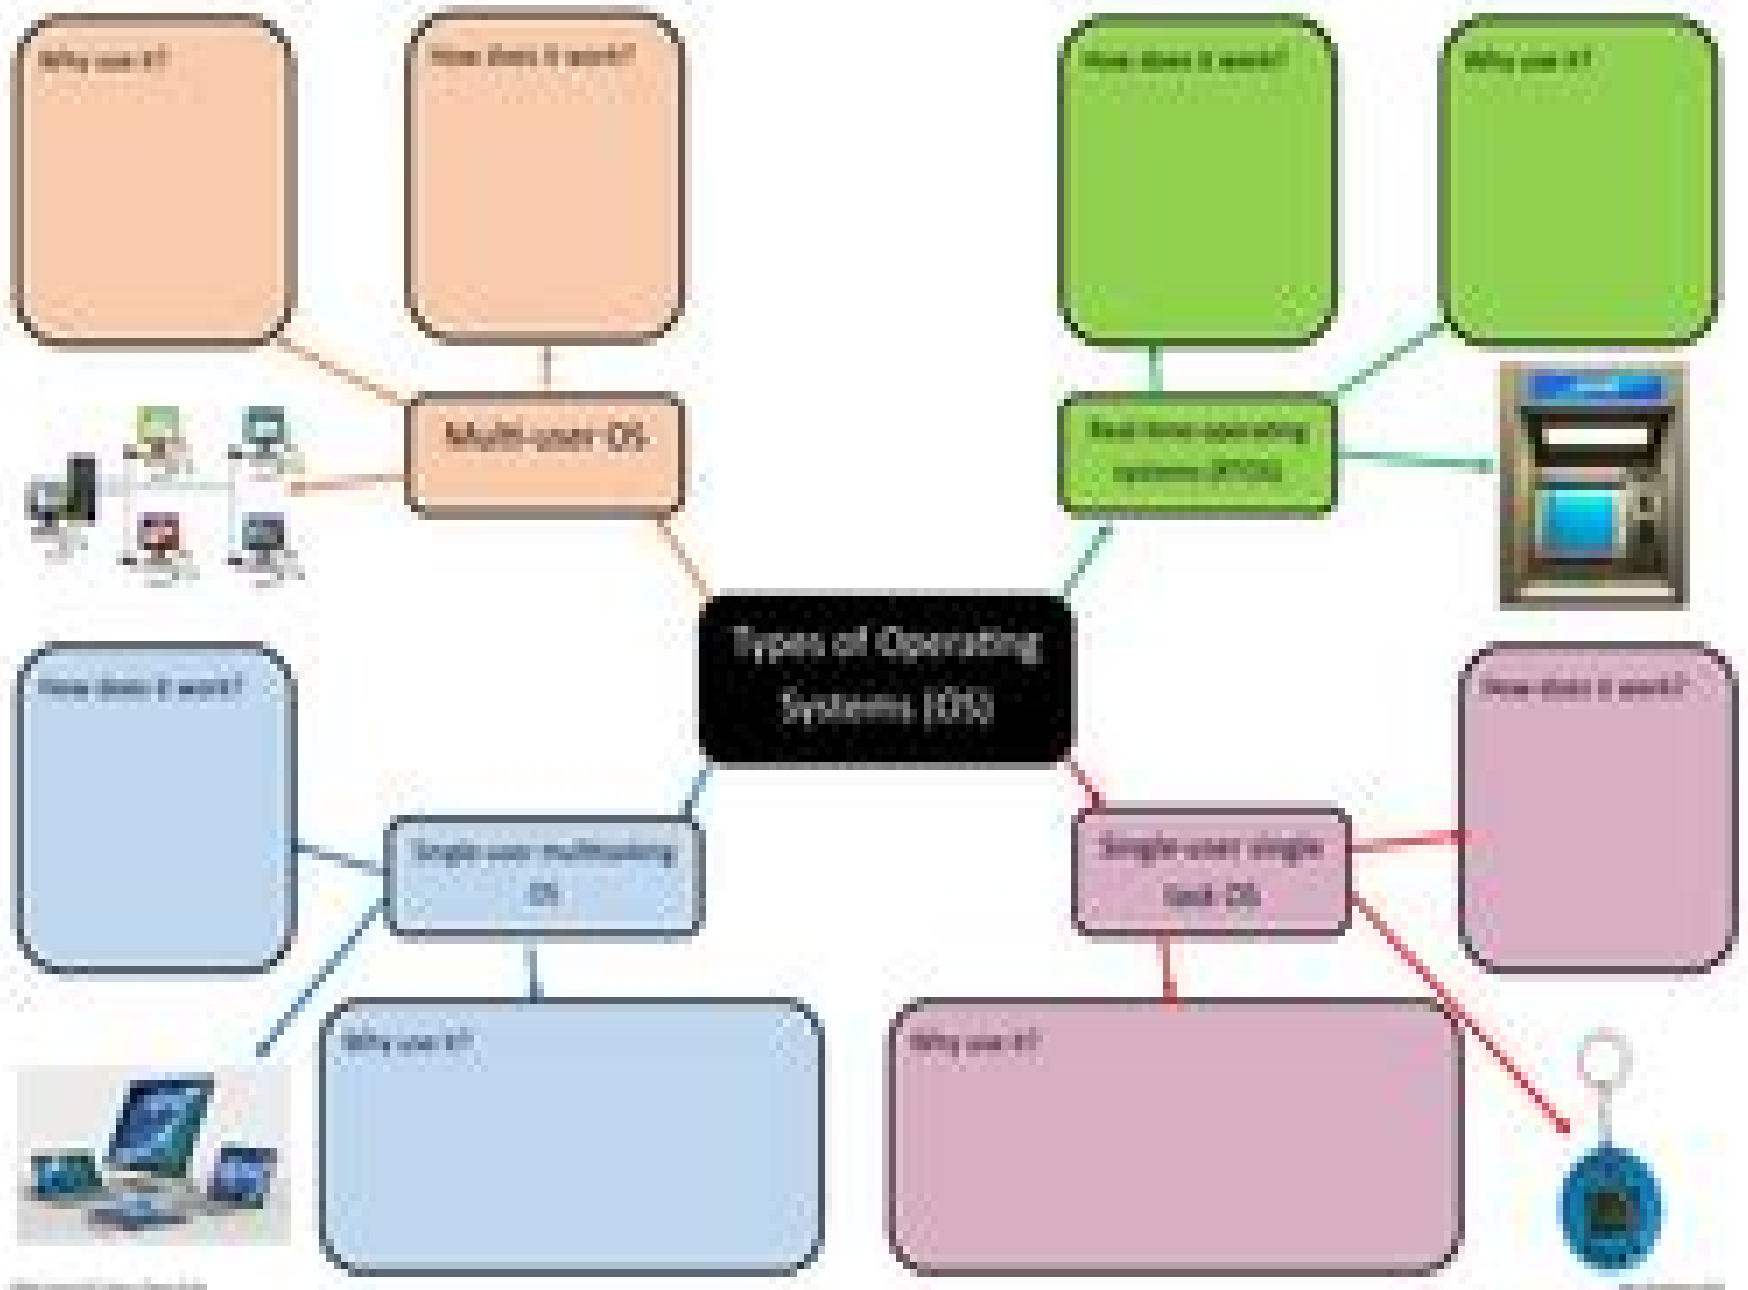 Why use it?
How does it work?
How does it work?
Why use it?
Multi-user OS
Real time operating
systems (RTOS)
Types of Operating
Systems (OS)
How does it work?
How does it work?
Single-user multitasking
OS
Single-user single
task OS
Why use it?
Why use it?